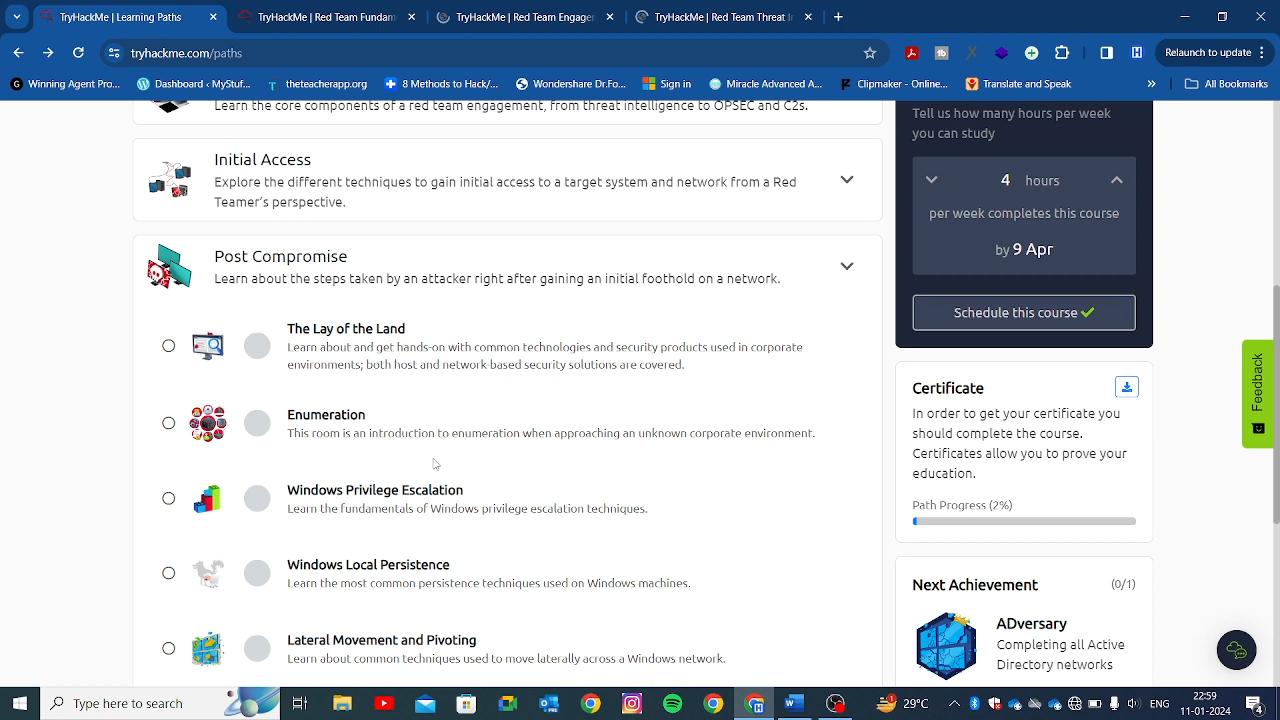 TryHackMe | Learning Paths
TryHackMe | Red Team Fundam
TryHackMe | Red Team Engager
TryHackMe | Red Team Threat In
tryhackme.com/paths
Relaunch to update
Winning Agent Po...
Dashboard ‹ MyStuf...
theteacherapp.org
8 Methods to Hack/...
Wondershare Dr.Fo...
Sign in
Miracle Advanced A...
Clipmaker - Online...
Translate and Speak
»
All Bookmarks
Learn the core components of a red team engagement, from threat intelligence to OPSEC and C2s.
Initial Access
Explore the different techniques to gain initial access to a target system and network from a Red
Teamer's perspective.
Post Compromise
Learn about the steps taken by an attacker right after gaining an initial foothold on a network.
The Lay of the Land
Learn about and get hands-on with common technologies and security products used in corporate
environments; both host and network-based security solutions are covered.
Enumeration
This room is an introduction to enumeration when approaching an unknown corporate environment.
Windows Privilege Escalation
Learn the fundamentals of Windows privilege escalation techniques.
Windows Local Persistence
Learn the most common persistence techniques used on Windows machines.
Lateral Movement and Pivoting
Learn about common techniques used to move laterally across a Windows network.
Tell us how many hours per week
you can study
4 hours
per week completes this course
by 9 Apr
Schedule this course
Certificate
In order to get your certificate you
should complete the course.
Certificates allow you to prove your
education.
Path Progress (2%)
Next Achievement (0/1)
ADversary
Completing all Active
Directory networks
Feedback
Type here to search
29°C
ENG
22:59
11-01-2024